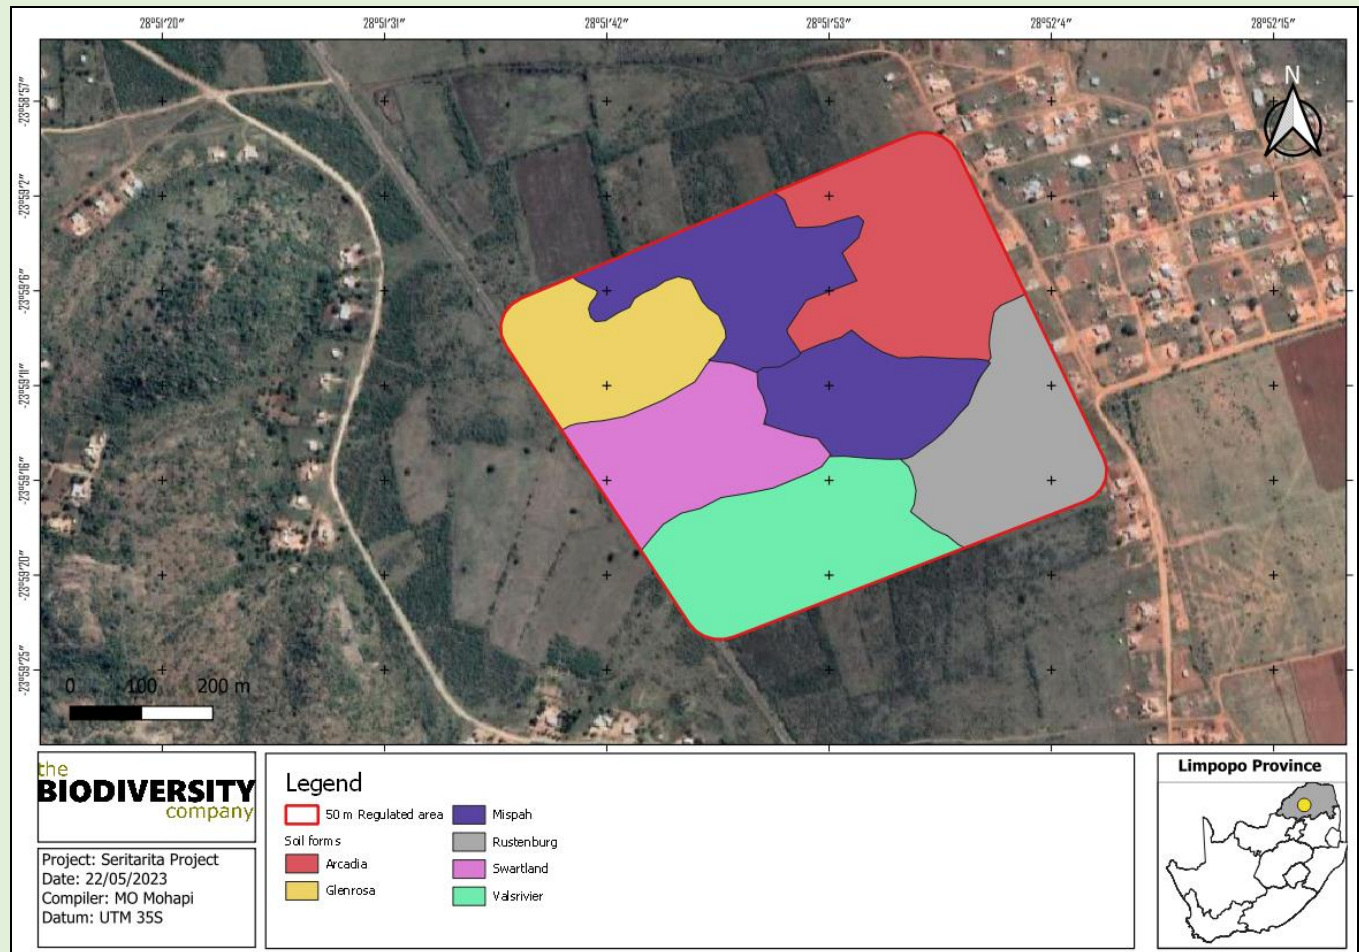 28°51'20" 28°51'31" 28°51'42" 28°51'53" 28°52'4" 28°52'15"
N
-23°58'57"
-23°59'2"
-23°59'6"
-23°59'11"
-23°59'16"
-23°59'20"
-23°59'25"
0 100 200 m
the
BIODIVERSITY
company
Project: Seritarita Project
Date: 22/05/2023
Compiler: MO Mohapi
Datum: UTM 35S
Legend
50 m Regulated area
Soil forms
Arcadia
Glenrosa
Mispah
Rustenburg
Swartland
Valsrivier
Limpopo Province